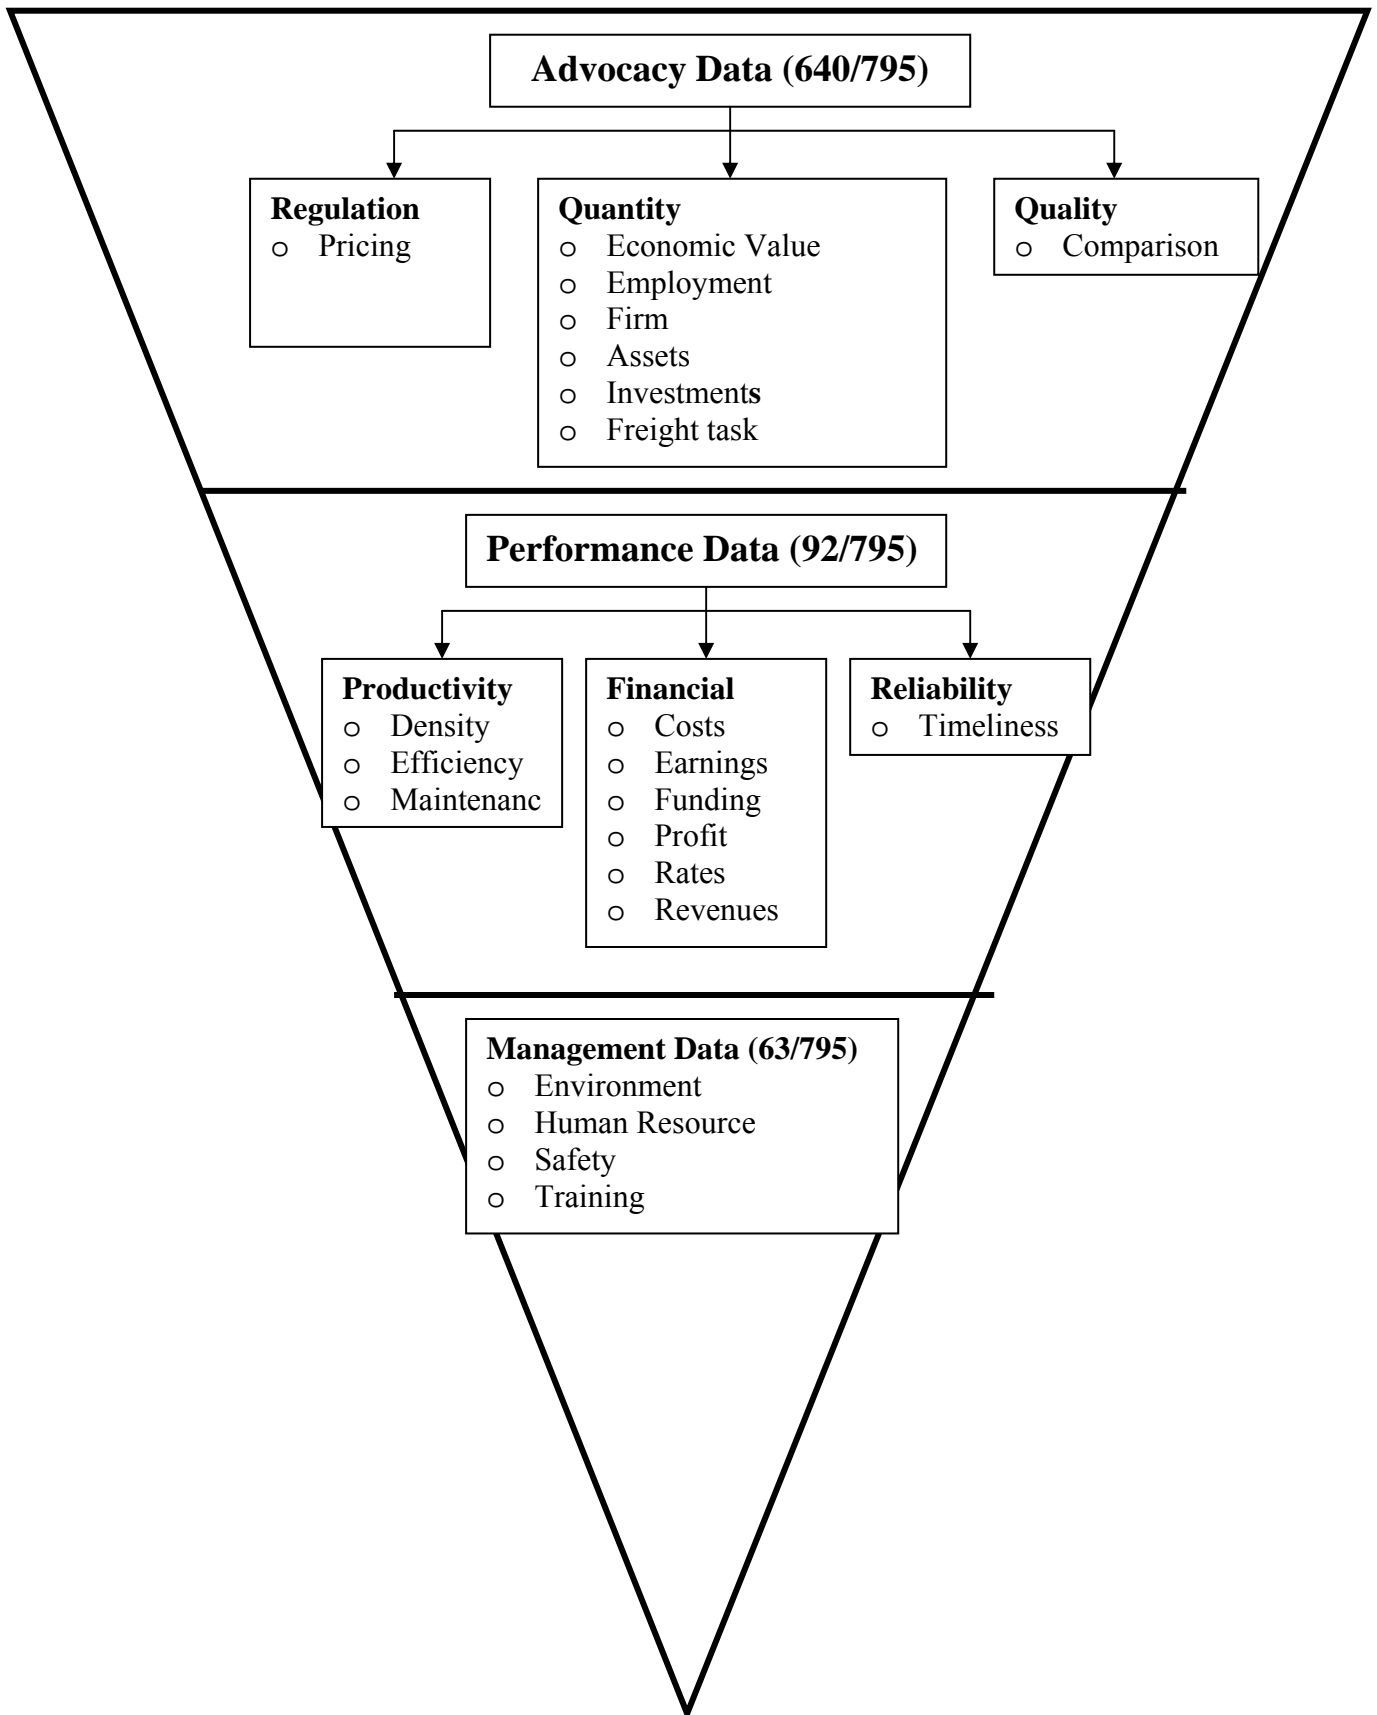 Advocacy Data (640/795)
Regulation
o Pricing
Quantity
o Economic Value
o Employment
o Firm
o Assets
o Investments
o Freight task
Quality
o Comparison
Performance Data (92/795)
Productivity
o Density
o Efficiency
o Maintenanc
Financial
o Costs
o Earnings
o Funding
o Profit
o Rates
o Revenues
Reliability
o Timeliness
Management Data (63/795)
o Environment
o Human Resource
o Safety
o Training